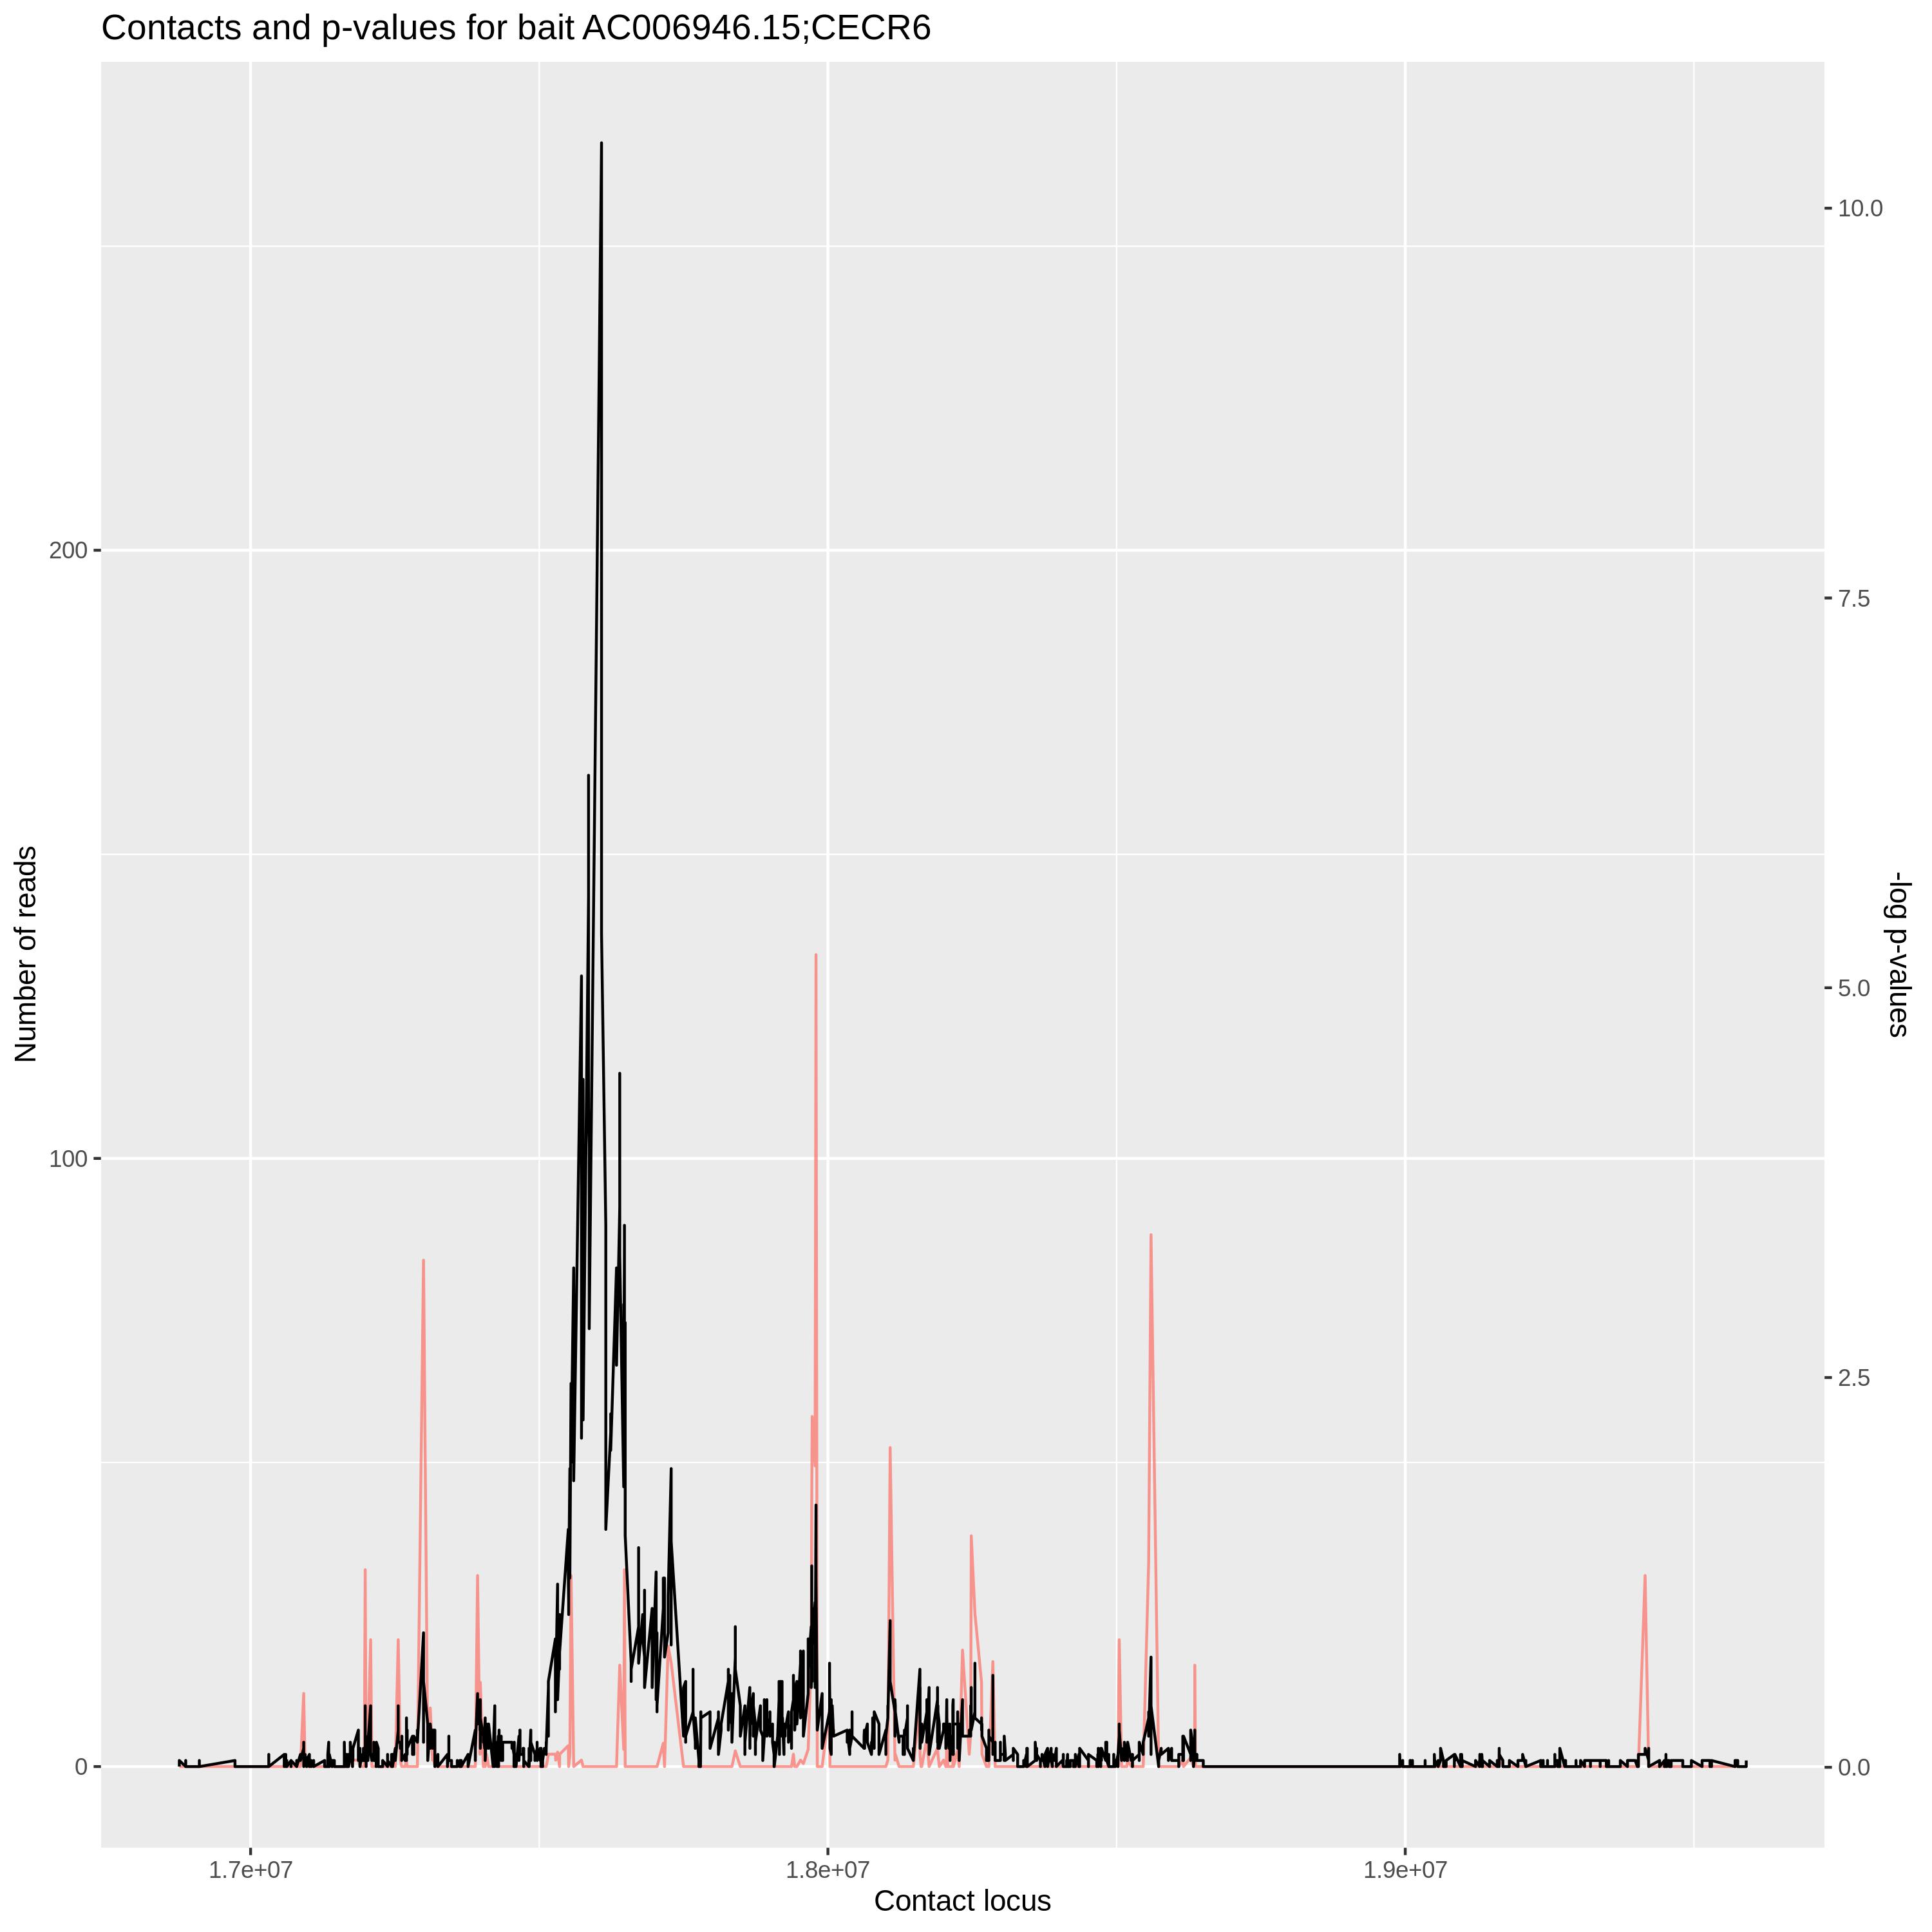 Contacts and p-values for bait AC006946.15;CECR6
Number of reads
200
100
0
10.0
7.5
5.0
2.5
0.0
-log p-values
1.7e+07
1.8e+07
1.9e+07
Contact locus